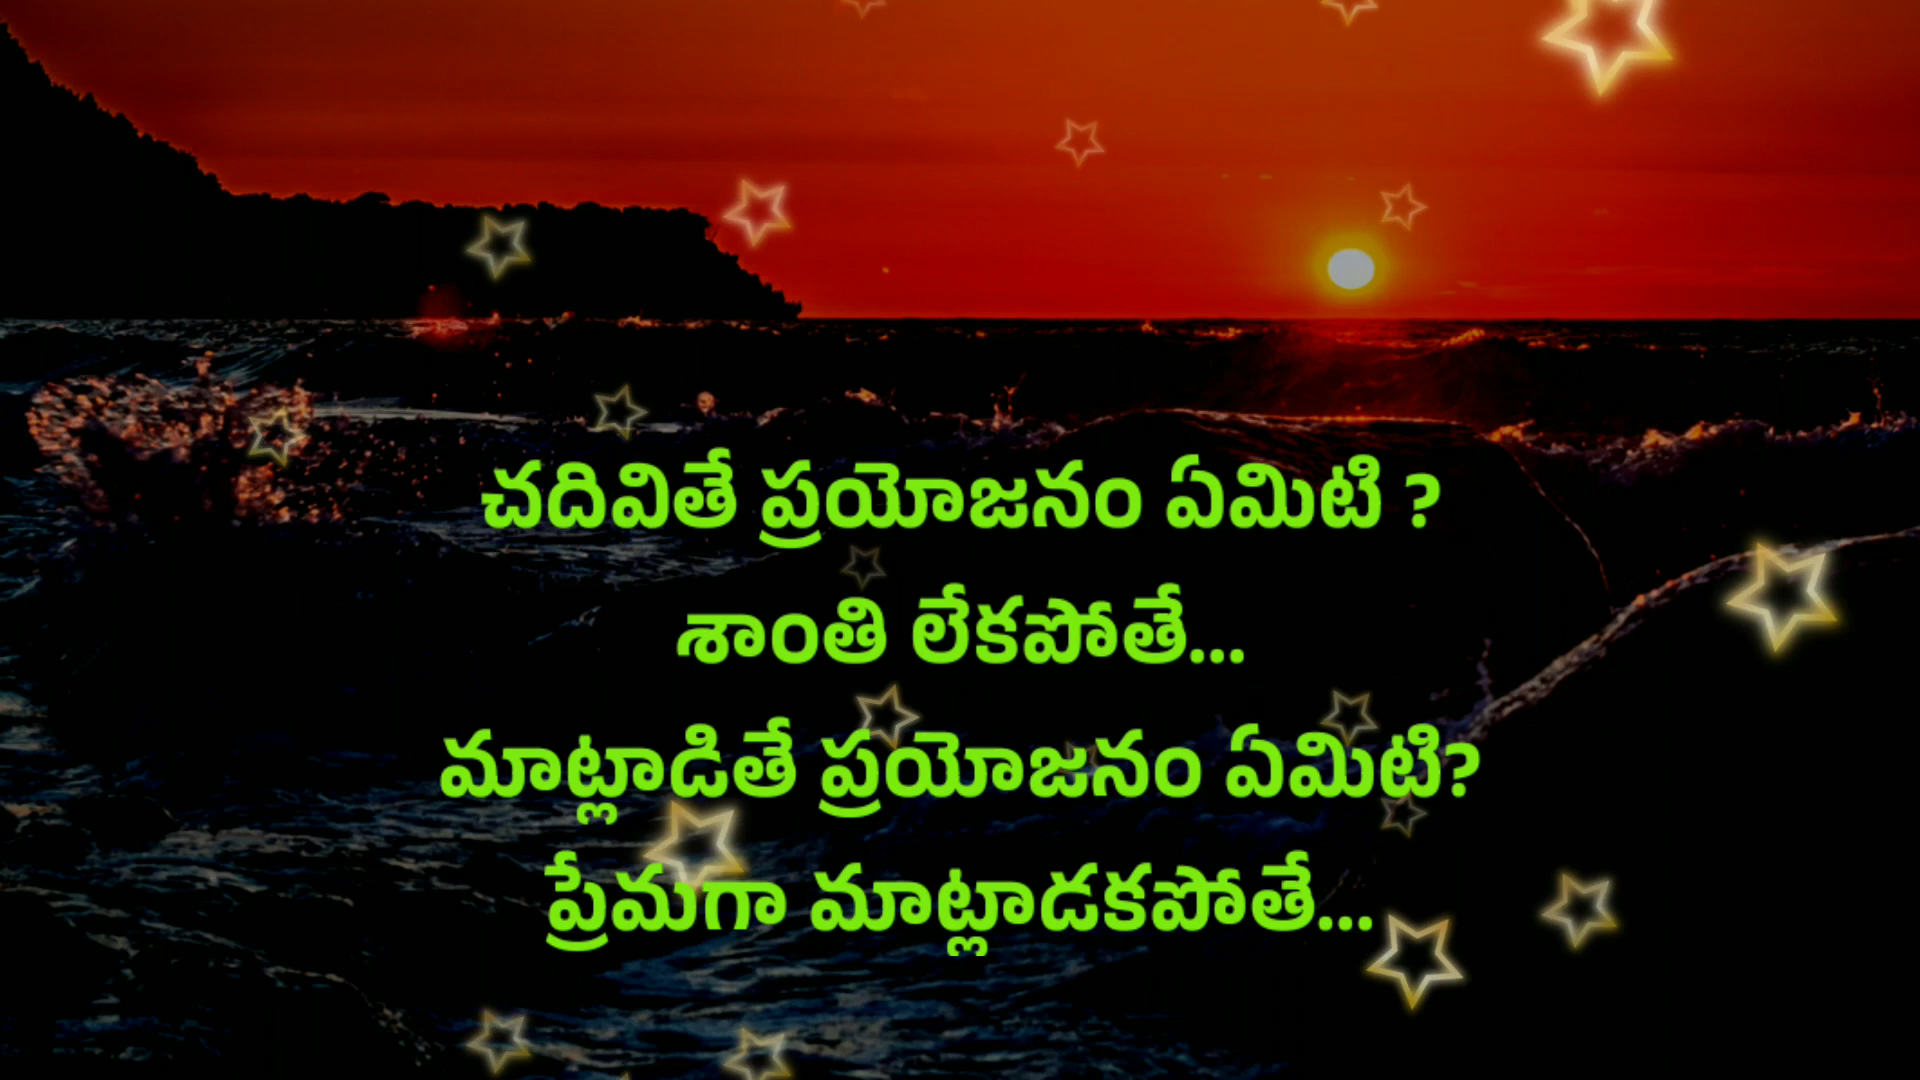 చదివితే ప్రయోజనం ఏమిటి ?
శాంతి లేకపోతే...
మాట్లాడితే ప్రయోజనం ఏమిటి?
ప్రేమగా మాట్లాడకపోతే...